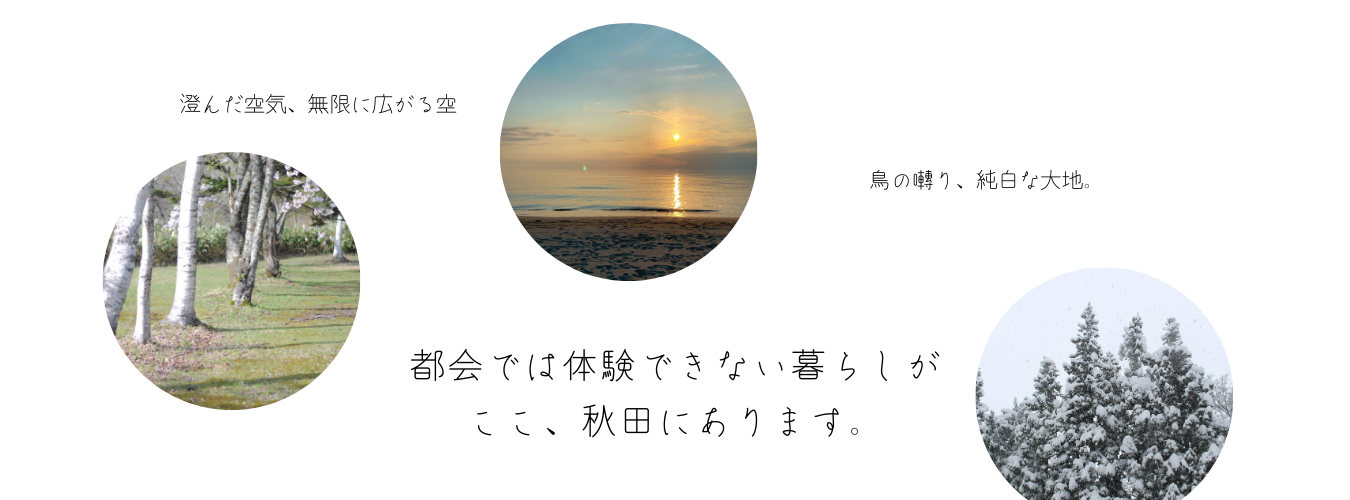 澄んだ空気、無限に広がる空
鳥の囀り、純白な大地。
都会では体験できない暮らしが
ここ、秋田にあります。